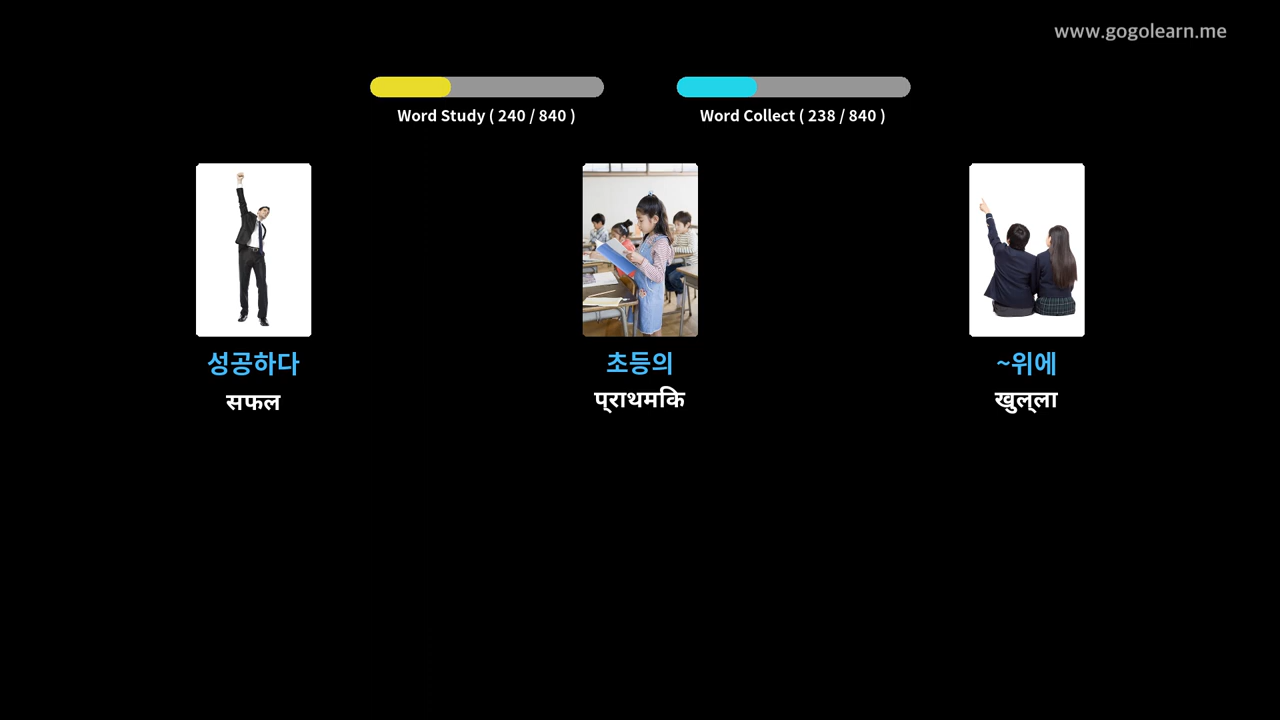 www.gogolearn.me
Word Study ( 240 / 840 )
Word Collect ( 238 / 840 )
성공하다
초등의
~위에
सफल
प्राथमकि
खुल्ला